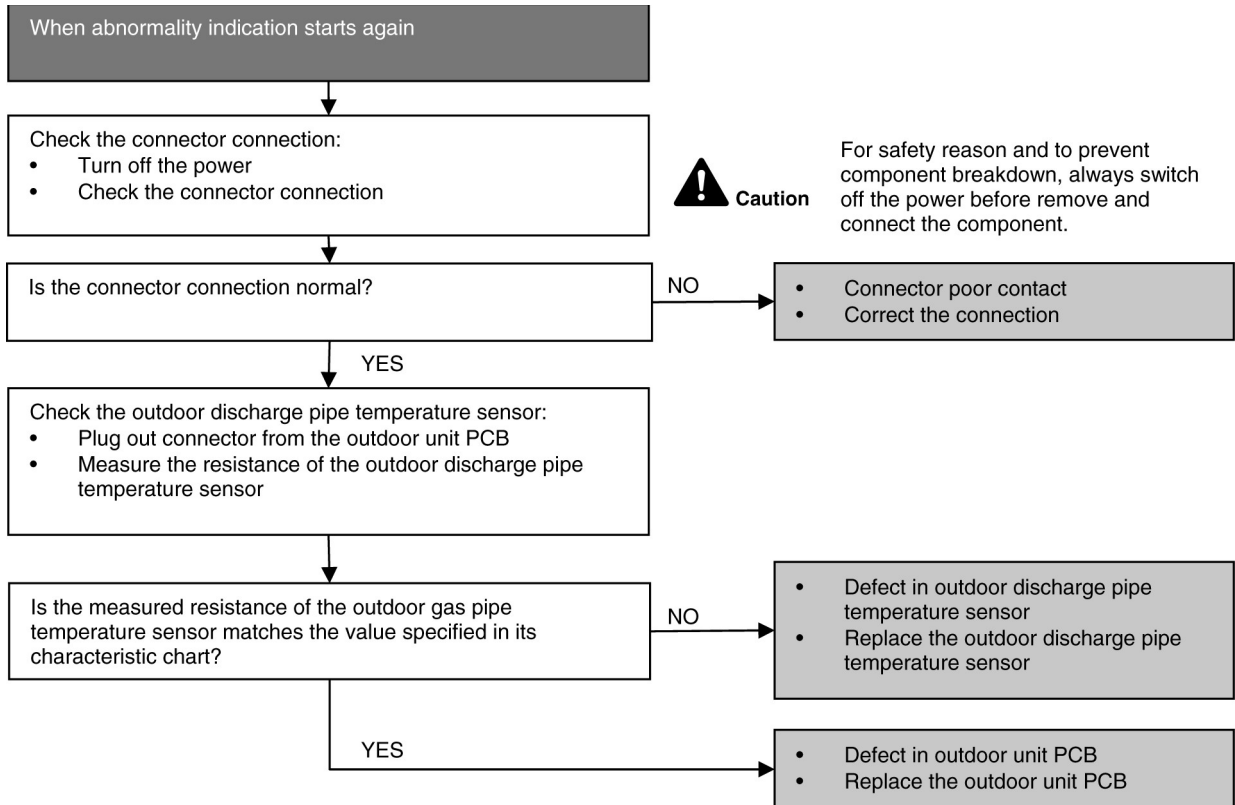 When abnormality indication starts again
Check the connector connection:
• Turn off the power
• Check the connector connection
Caution
For safety reason and to prevent
component breakdown, always switch
off the power before remove and
connect the component.
Is the connector connection normal?
NO
• Connector poor contact
• Correct the connection
YES
Check the outdoor discharge pipe temperature sensor:
• Plug out connector from the outdoor unit PCB
• Measure the resistance of the outdoor discharge pipe
temperature sensor
Is the measured resistance of the outdoor gas pipe
temperature sensor matches the value specified in its
characteristic chart?
NO
• Defect in outdoor discharge pipe
temperature sensor
• Replace the outdoor discharge pipe
temperature sensor
YES
• Defect in outdoor unit PCB
• Replace the outdoor unit PCB